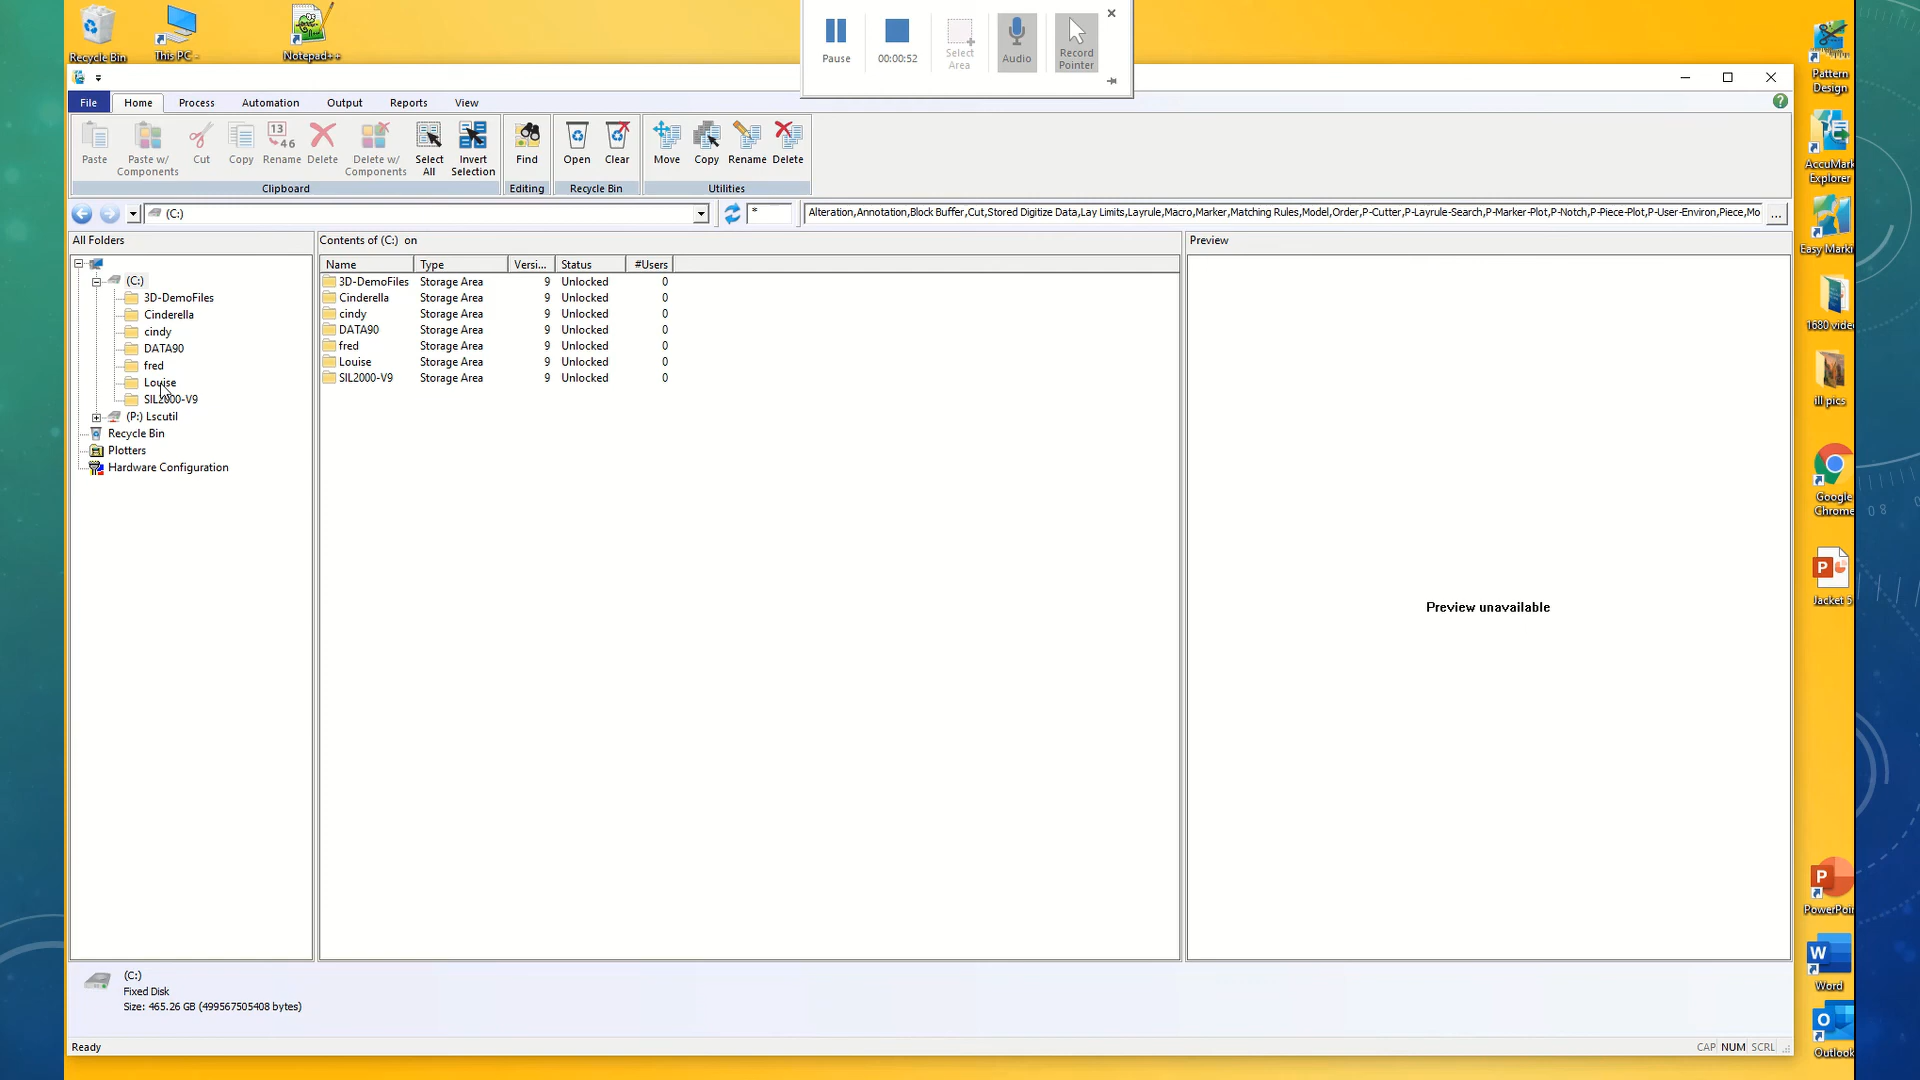 Recycle Bin
This PC -
Notepad++
Pause
00:00:52
Select Area
Audio
Record Pointer
File Home Process Automation Output Reports View
Paste
Paste w/ Components
Cut
Copy
Rename
Delete
Delete w/ Components
Select All
Invert Selection
Find
Open
Clear
Move
Copy
Rename
Delete
Clipboard
Editing
Recycle Bin
Utilities
(C:)
*
Alteration,Annotation,Block Buffer,Cut,Stored Digitize Data,Lay Limits,Layrule,Macro,Marker,Matching Rules,Model,Order,P-Cutter,P-Layrule-Search,P-Marker-Plot,P-Notch,P-Piece-Plot,P-User-Environ,Piece,Mo
...
All Folders
(C:)
3D-DemoFiles
Cinderella
cindy
DATA90
fred
Louise
SIL2000-V9
(P:) Lscutil
Recycle Bin
Plotters
Hardware Configuration
Contents of (C:) on
Name Type Versi... Status #Users
3D-DemoFiles Storage Area 9 Unlocked 0
Cinderella Storage Area 9 Unlocked 0
cindy Storage Area 9 Unlocked 0
DATA90 Storage Area 9 Unlocked 0
fred Storage Area 9 Unlocked 0
Louise Storage Area 9 Unlocked 0
SIL2000-V9 Storage Area 9 Unlocked 0
Preview
Preview unavailable
(C:)
Fixed Disk
Size: 465.26 GB (499567505408 bytes)
Ready
CAP NUM SCRL
Pattern Design
AccuMark Explorer
Easy Marki
1680 vide
ill pics
Google Chrome
Jacket 5
PowerPoin
Word
Outlook
80